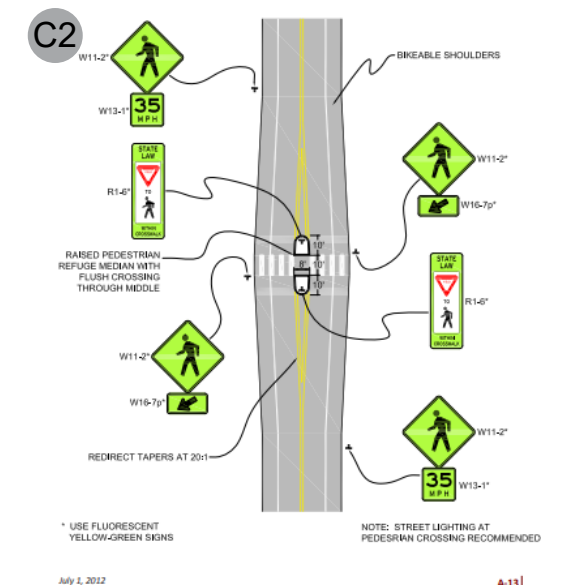 C2
W11-2*
35
MPH
W13-1*
BIKEABLE SHOULDERS
STATE
LAW
TO
WITHIN
CROSSWALK
R1-6*
W11-2*
W16-7p*
RAISED PEDESTRIAN
REFUGE MEDIAN WITH
FLUSH CROSSING
THROUGH MIDDLE
10'
8'
10'
10'
STATE
LAW
TO
WITHIN
CROSSWALK
R1-6*
W11-2*
W16-7p*
REDIRECT TAPERS AT 20:1
W11-2*
35
MPH
W13-1*
* USE FLUORESCENT
YELLOW-GREEN SIGNS
NOTE: STREET LIGHTING AT
PEDESRIAN CROSSING RECOMMENDED
July 1, 2012
A-13